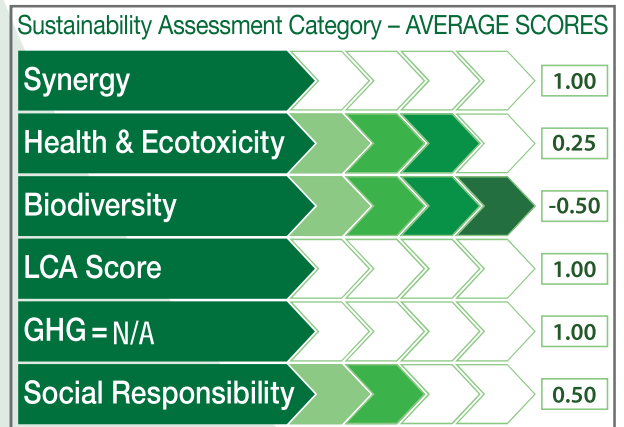 Sustainability Assessment Category – AVERAGE SCORES
Synergy 1.00
Health & Ecotoxicity 0.25
Biodiversity -0.50
LCA Score 1.00
GHG = N/A 1.00
Social Responsibility 0.50